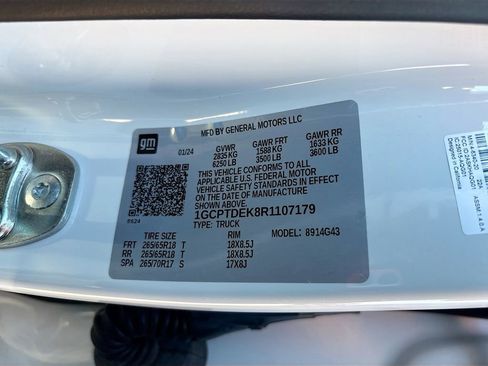 gm
MFD BY GENERAL MOTORS LLC
01/24
GVWR GAWR FRT GAWR RR
2835 KG 1588 KG 1633 KG
6250 LB 3500 LB 3600 LB
THIS VEHICLE CONFORMS TO ALL
APPLICABLE U.S. FEDERAL MOTOR
VEHICLE SAFETY STANDARDS IN EFFECT
ON THE DATE OF MANUFACTURE
SHOWN ABOVE.
1GCPTDEK8R1107179
TYPE: TRUCK
MODEL: 8914G43
TIRE SIZE RIM
FRT 265/65R18 T 18X8.5J
RR 265/65R18 T 18X8.5J
SPA 265/70R17 S 17X8J
Designed in California